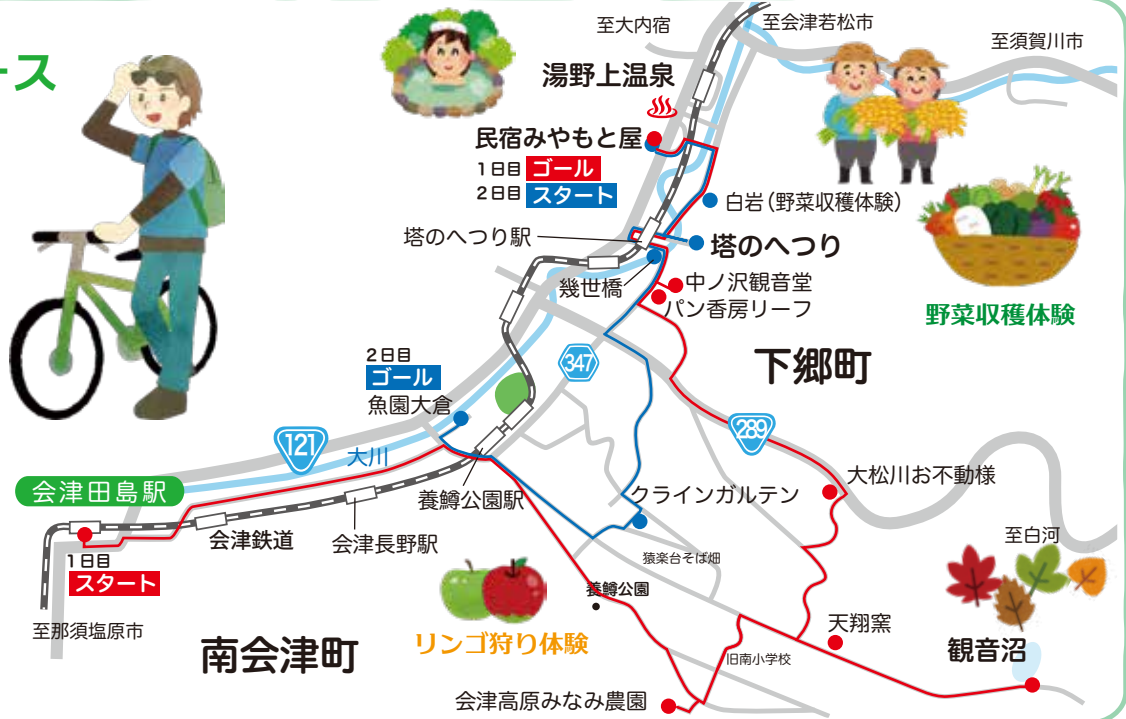 ース
至大内宿
至会津若松市
至須賀川市
湯野上温泉
民宿みやもと屋
1日目 ゴール
2日目 スタート
白岩(野菜収穫体験)
塔のへつり駅
塔のへつり
幾世橋
中ノ沢観音堂
パン香房リーフ
野菜収穫体験
下郷町
347
2日目
ゴール
魚園大倉
289
121
大川
会津田島駅
大松川お不動様
クラインガルテン
養鱒公園駅
会津鉄道
会津長野駅
至白河
猿楽台そば畑
1日目
スタート
養鱒公園
リンゴ狩り体験
天翔窯
至那須塩原市
南会津町
旧南小学校
観音沼
会津高原みなみ農園